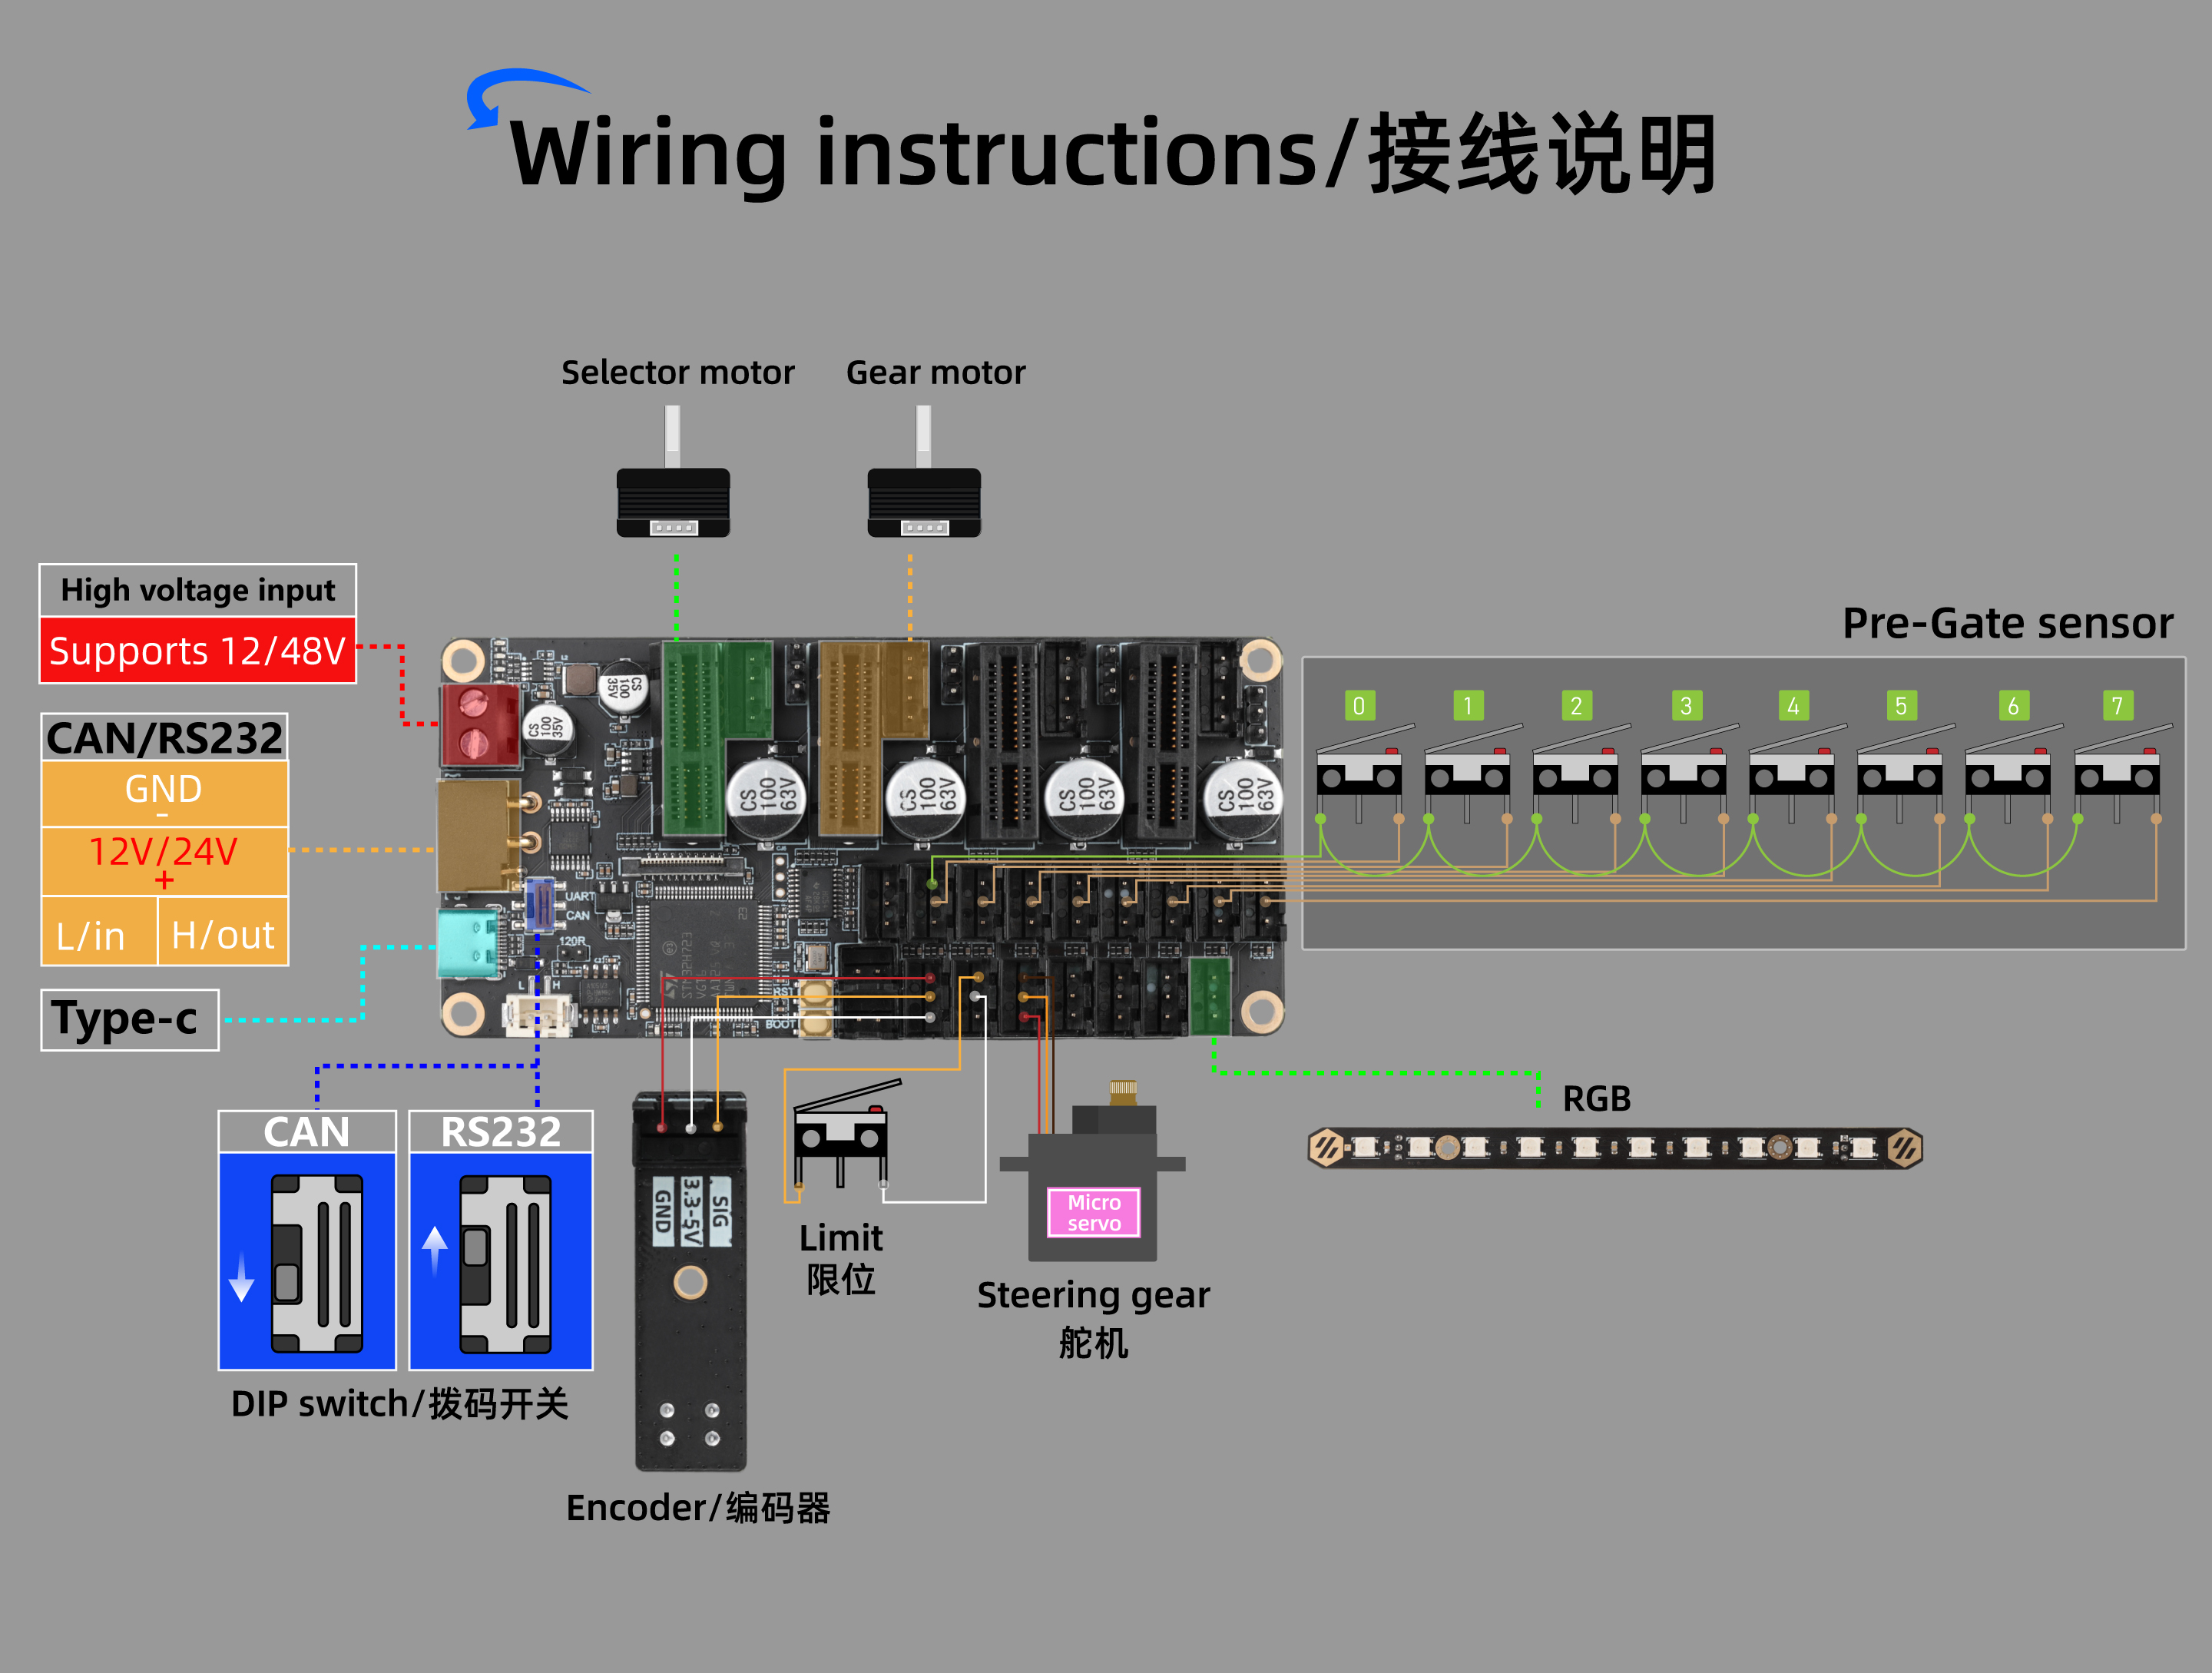 Wiring instructions/接线说明
Selector motor
Gear motor
High voltage input
Supports 12/48V
CAN/RS232
GND
-
12V/24V
+
L/in
H/out
Type-c
Pre-Gate sensor
0
1
2
3
4
5
6
7
CS
100
35V
CS
100
35V
CS
100
63V
CS
100
63V
CS
100
63V
CS
100
63V
UART
CAN
120R
L
H
STM32H723
RST
BOOT
CAN
RS232
DIP switch/拨码开关
GND
3.3-5V
SIG
Encoder/编码器
Limit
限位
Micro
servo
Steering gear
舵机
RGB